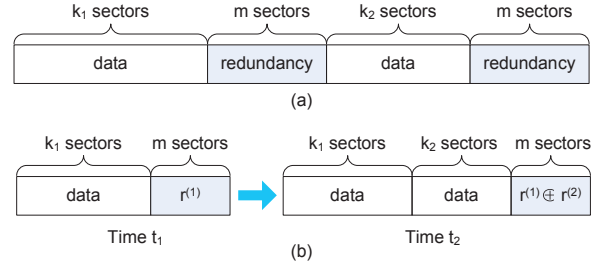 k₁ sectors m sectors k₂ sectors m sectors
data redundancy data redundancy
(a)
k₁ sectors m sectors k₁ sectors k₂ sectors m sectors
data r⁽¹⁾ data data r⁽¹⁾ ⊕ r⁽²⁾
Time t₁ Time t₂
(b)